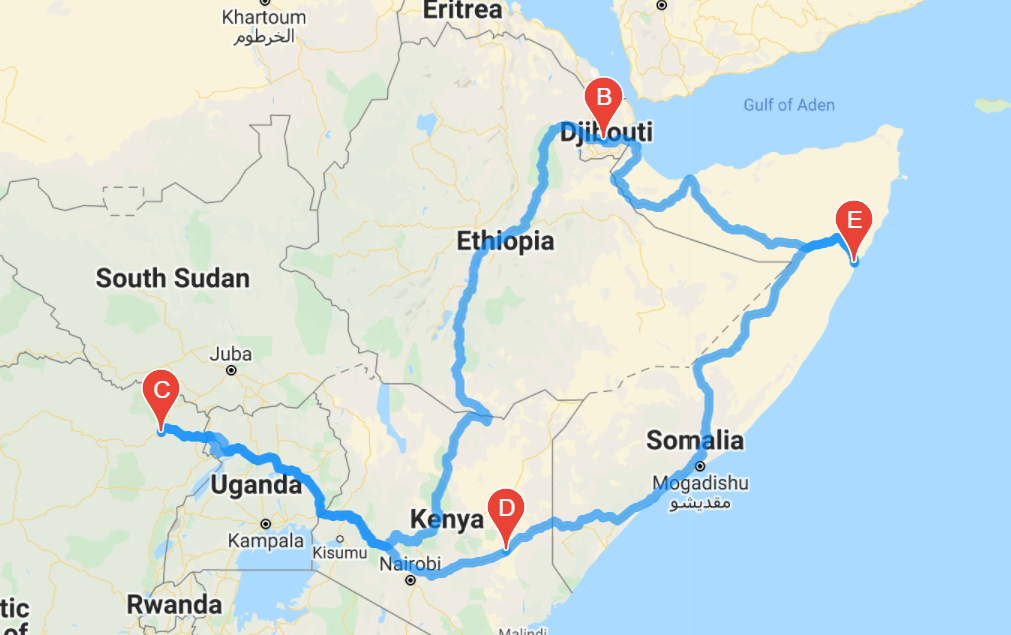 Eritrea
Khartoum
الخرطوم
B
Gulf of Aden
Djibouti
E
Ethiopia
South Sudan
Juba
C
Somalia
Mogadishu
مقديشو
Uganda
D
Kenya
Kampala
Kisumu
Nairobi
Rwanda
tic
of
Malindi